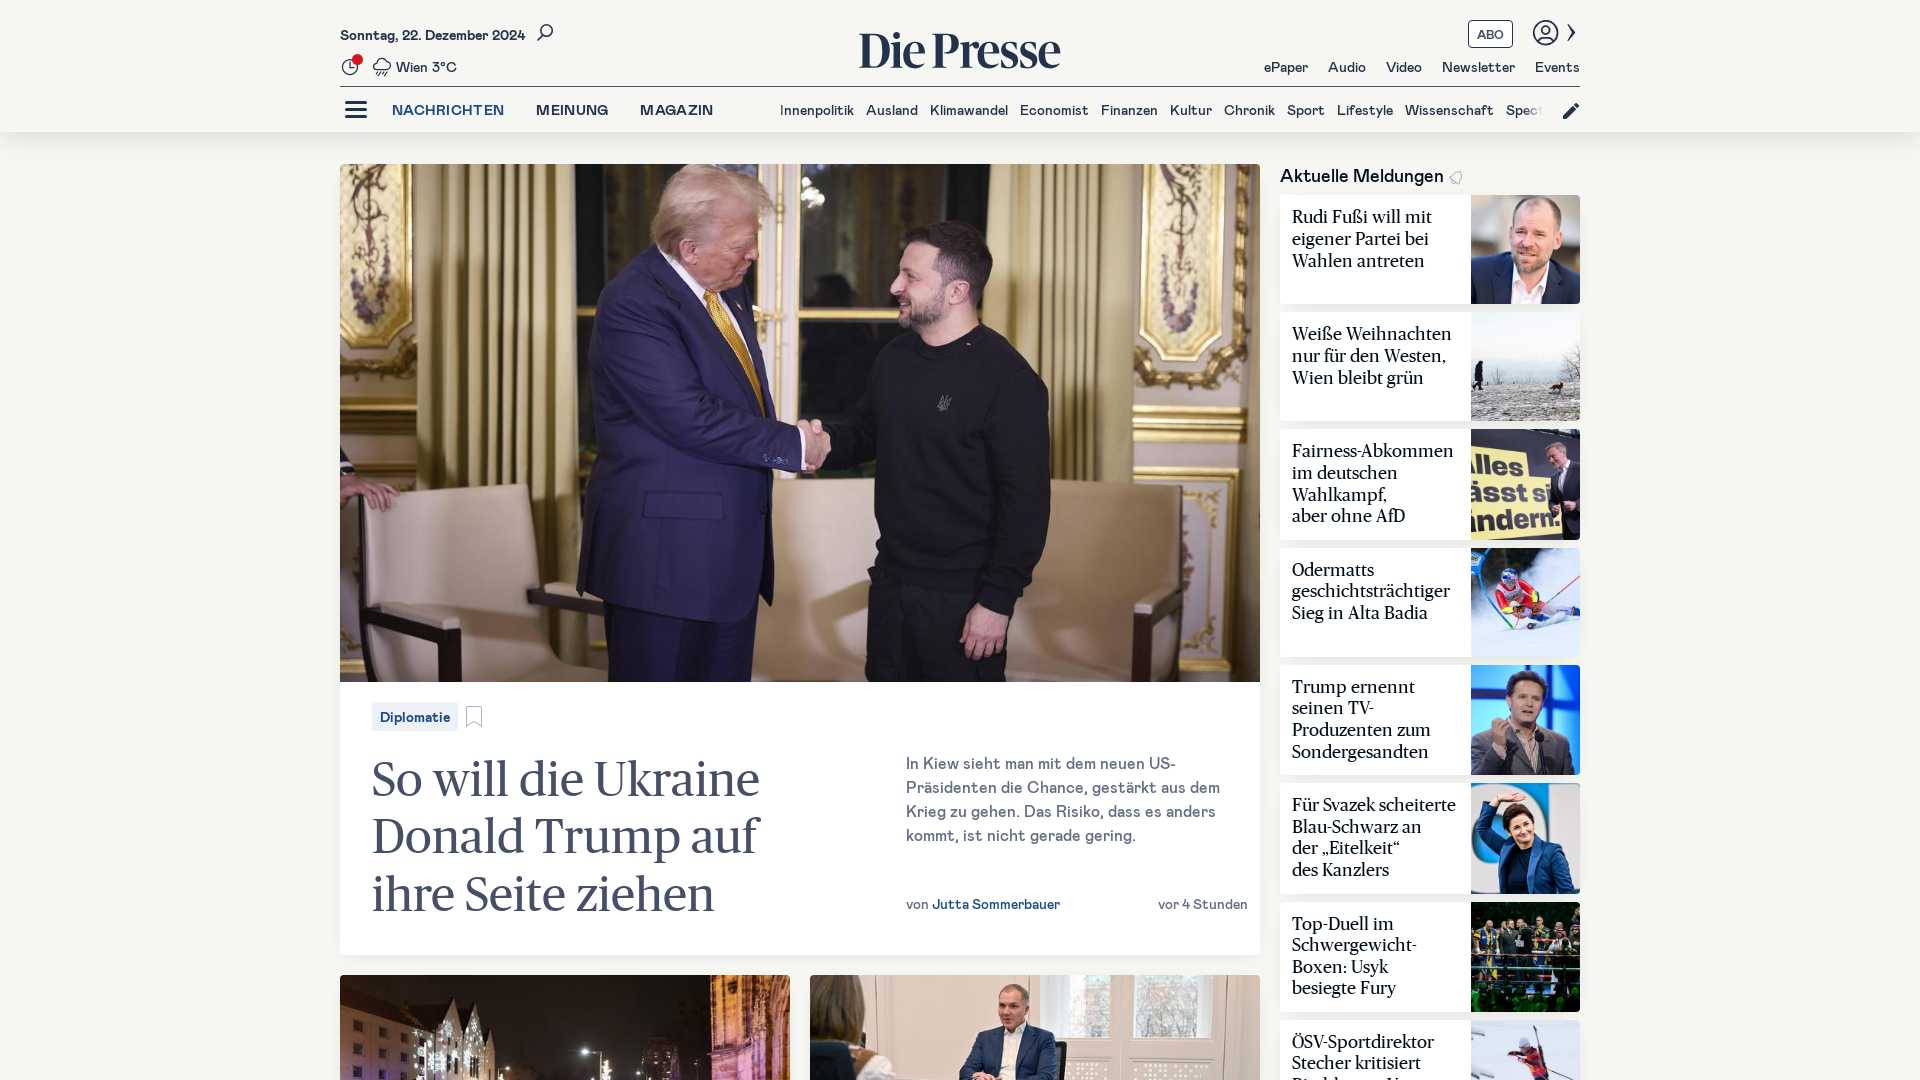 Sonntag, 22. Dezember 2024
Wien 3°C
Die Presse
ABO
ePaper Audio Video Newsletter Events
NACHRICHTEN MEINUNG MAGAZIN
Innenpolitik Ausland Klimawandel Economist Finanzen Kultur Chronik Sport Lifestyle Wissenschaft Spect
Diplomatie
So will die Ukraine
Donald Trump auf
ihre Seite ziehen
In Kiew sieht man mit dem neuen US-
Präsidenten die Chance, gestärkt aus dem
Krieg zu gehen. Das Risiko, dass es anders
kommt, ist nicht gerade gering.
von Jutta Sommerbauer
vor 4 Stunden
Aktuelle Meldungen
Rudi Fußi will mit
eigener Partei bei
Wahlen antreten
Weiße Weihnachten
nur für den Westen,
Wien bleibt grün
Fairness-Abkommen
im deutschen
Wahlkampf,
aber ohne AfD
Alles
lässt si
ändern.
Odermatts
geschichtsträchtiger
Sieg in Alta Badia
Trump ernennt
seinen TV-
Produzenten zum
Sondergesandten
Für Svazek scheiterte
Blau-Schwarz an
der „Eitelkeit“
des Kanzlers
Top-Duell im
Schwergewicht-
Boxen: Usyk
besiegte Fury
ÖSV-Sportdirektor
Stecher kritisiert